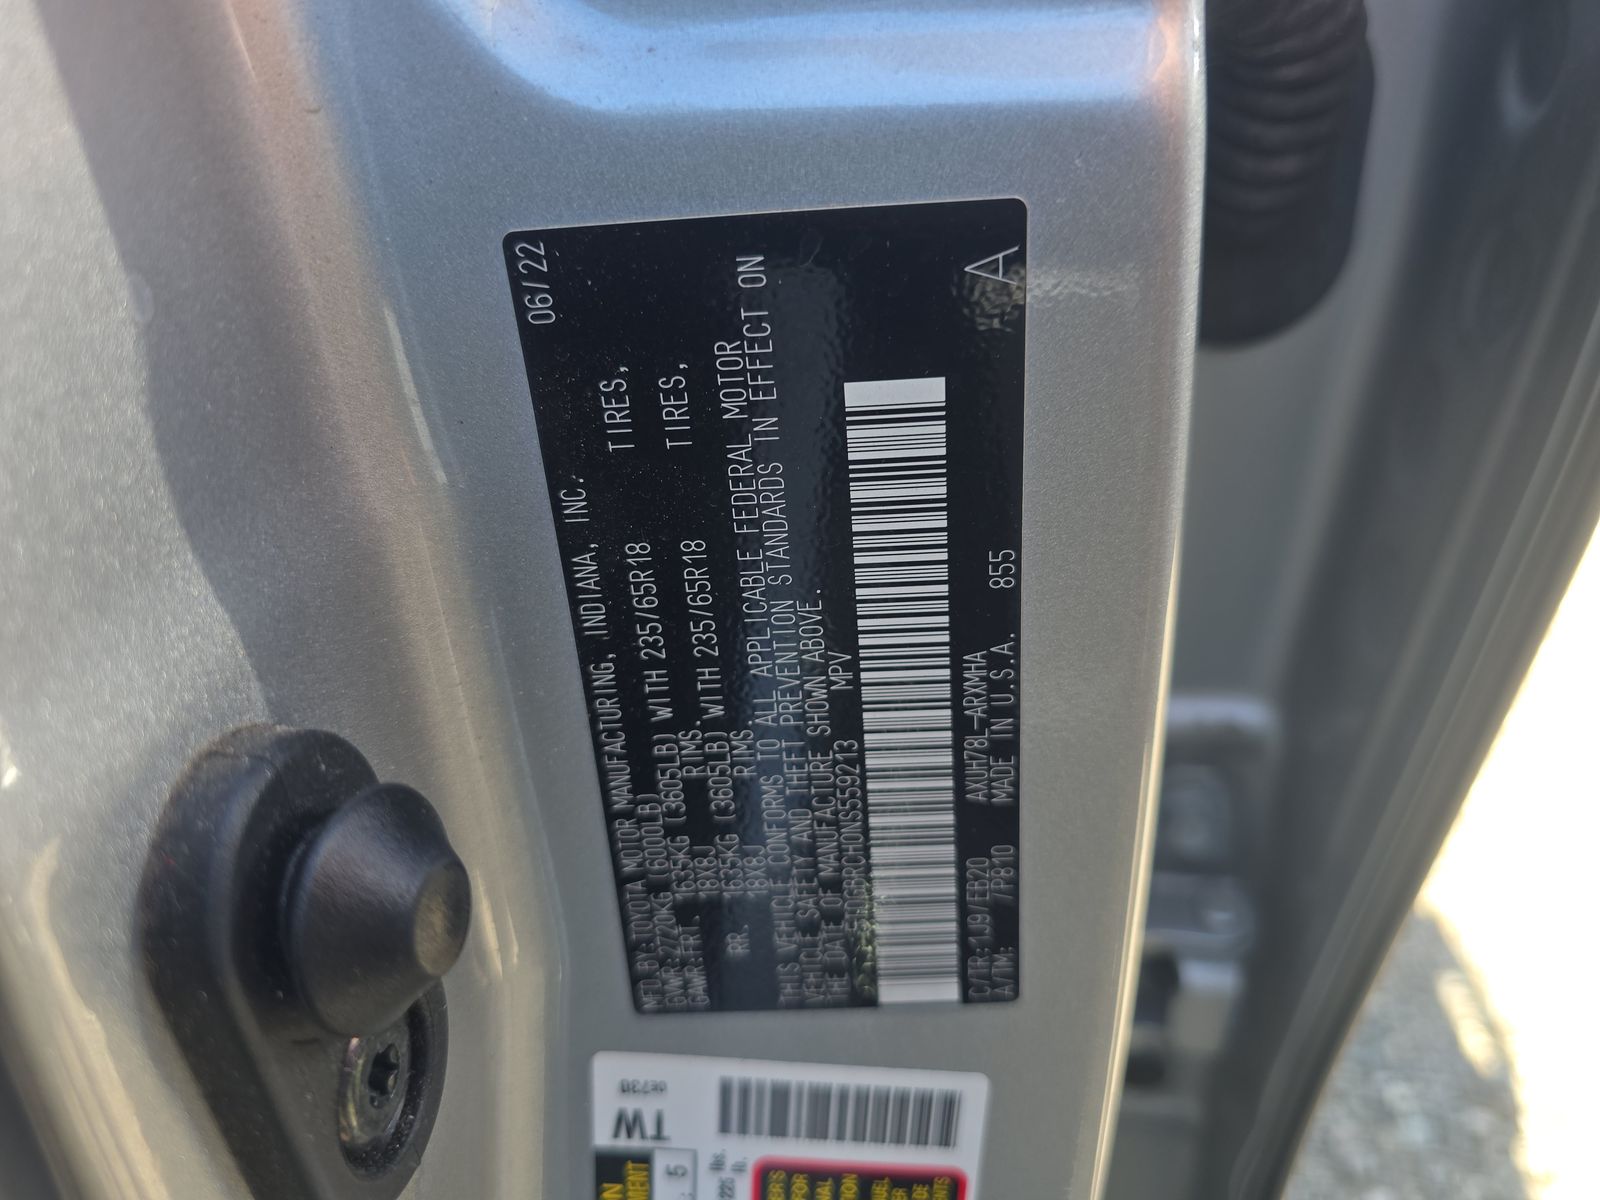 MFD.BY:TOYOTA MOTOR MANUFACTURING, INDIANA, INC. 06/22
GVWR:2720KG (6000LB)
GAWR:FRT. 1635KG (3605LB) WITH 235/65R18 TIRES,
18X8J RIMS.
RR. 1635KG (3605LB) WITH 235/65R18 TIRES,
18X8J RIMS.
THIS VEHICLE CONFORMS TO ALL APPLICABLE FEDERAL MOTOR
VEHICLE SAFETY AND THEFT PREVENTION STANDARDS IN EFFECT ON
THE DATE OF MANUFACTURE SHOWN ABOVE.
MPV
C/TR:1J9/EB20 AXUH78L-ARXMHA
A/TM: /P810 MADE IN U.S.A. 855
A
TW
5